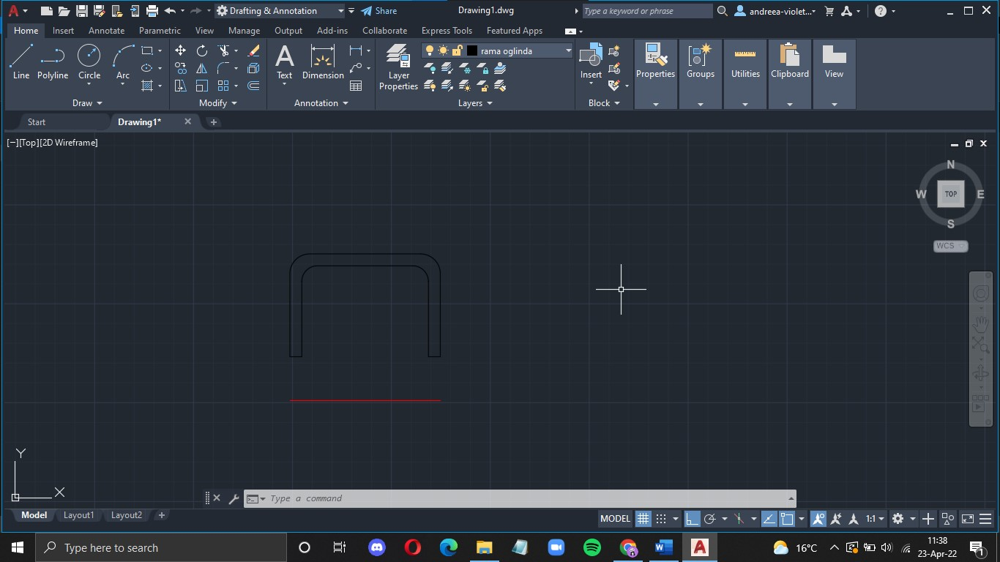 Drafting & Annotation Share Drawing1.dwg Type a keyword or phrase andreea-violet...
Home Insert Annotate Parametric View Manage Output Add-ins Collaborate Express Tools Featured Apps
Line Polyline Circle Arc
Text Dimension
Layer Properties
rama oglinda
Insert
Properties Groups Utilities Clipboard View
Draw Modify Annotation Layers Block
Start Drawing1*
[−][Top][2D Wireframe]
N
W TOP E
S
WCS
Y
X
Type a command
Model Layout1 Layout2 MODEL 1:1
Type here to search 16°C 11:38
23-Apr-22 1